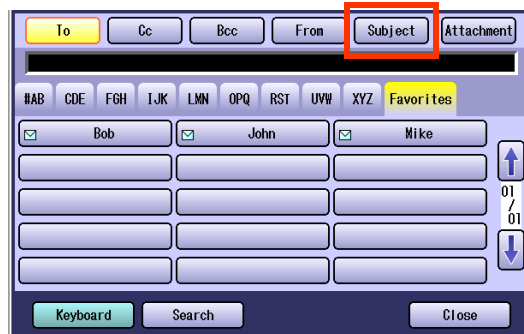 To Cc Bcc From Subject Attachment
#AB CDE FGH IJK LMN OPQ RST UVW XYZ Favorites
Bob John Mike
01
/
01
Keyboard Search Close